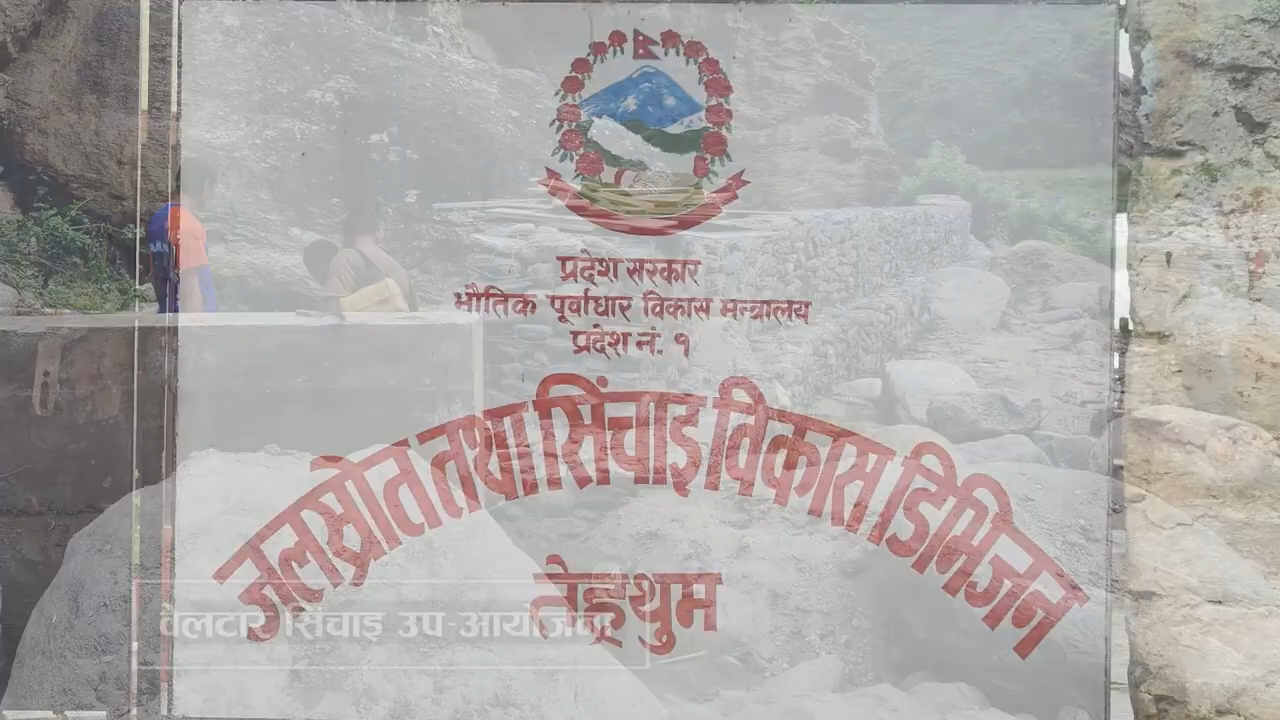 प्रदेश सरकार
भौतिक पूर्वाधार विकास मन्त्रालय
प्रदेश नं. १
जलस्रोत तथा सिंचाइ विकास डिभिजन
तेह्रथुम
वेलटार सिंचाइ उप-आयोजना